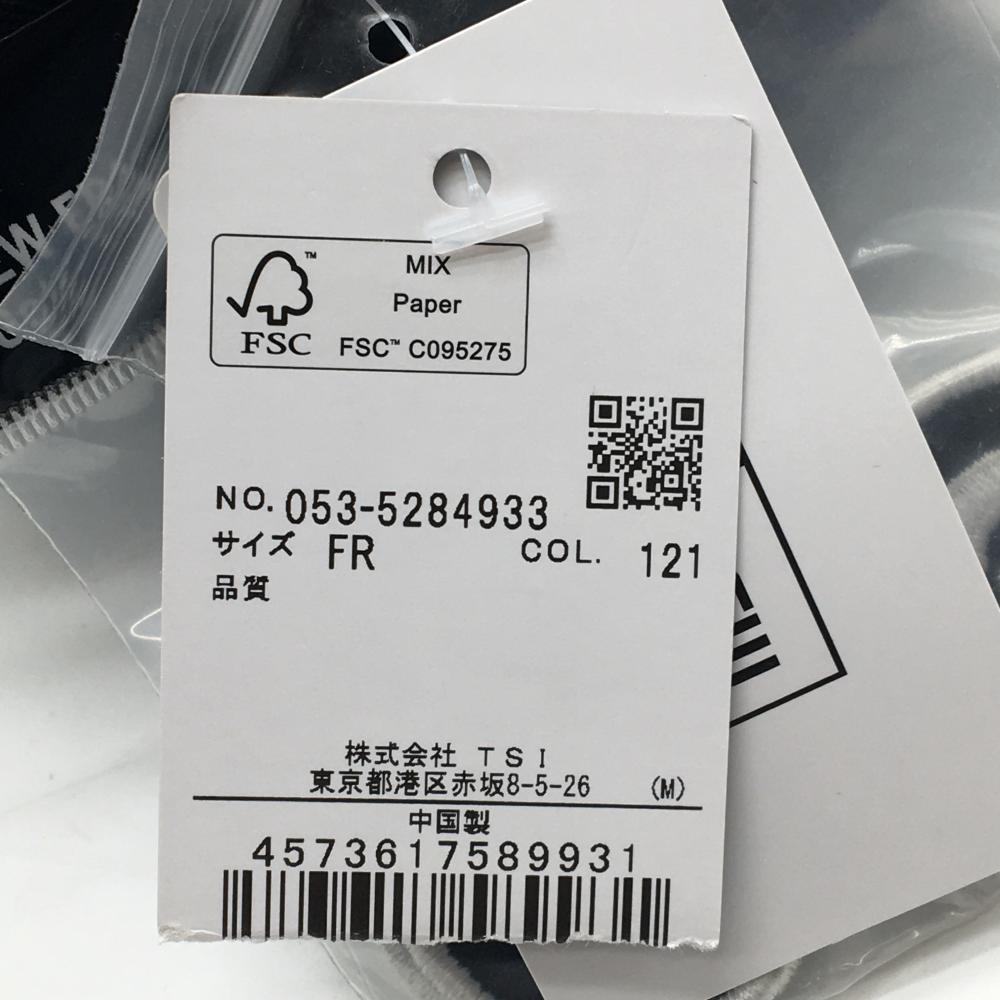 MIX
Paper
FSC™ C095275
FSC
NO. 053-5284933
サイズ FR COL. 121
品質
株式会社 TSI
東京都港区赤坂8-5-26 (M)
中国製
4573617589931